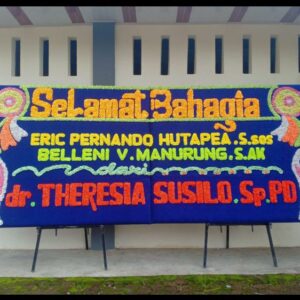 Selamat Bahagia
ERIC PERNANDO HUTAPEA.S.sos
BELLENI V.MANURUNG.S.AK
dari
dr.THERESIA SUSILO.Sp.PD